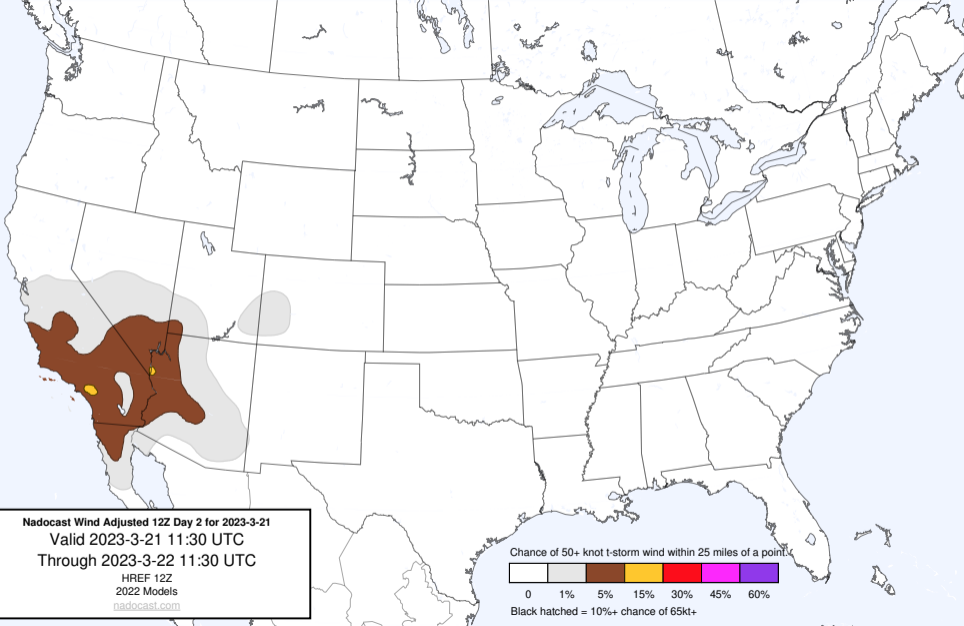 Nadocast Wind Adjusted 12Z Day 2 for 2023-3-21
Valid 2023-3-21 11:30 UTC
Through 2023-3-22 11:30 UTC
HREF 12Z
2022 Models
nadocast.com
Chance of 50+ knot t-storm wind within 25 miles of a point.
0 1% 5% 15% 30% 45% 60%
Black hatched = 10%+ chance of 65kt+